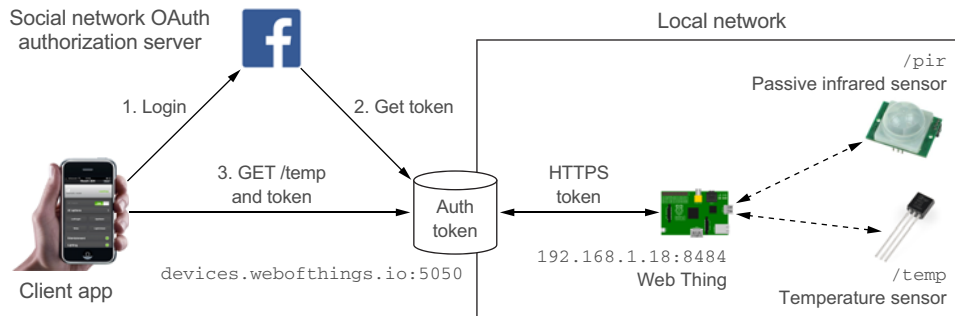 Social network OAuth
authorization server
Local network
/pir
Passive infrared sensor
1. Login
2. Get token
3. GET /temp
and token
HTTPS
token
Auth
token
devices.webofthings.io:5050
192.168.1.18:8484
Web Thing
Client app
/temp
Temperature sensor